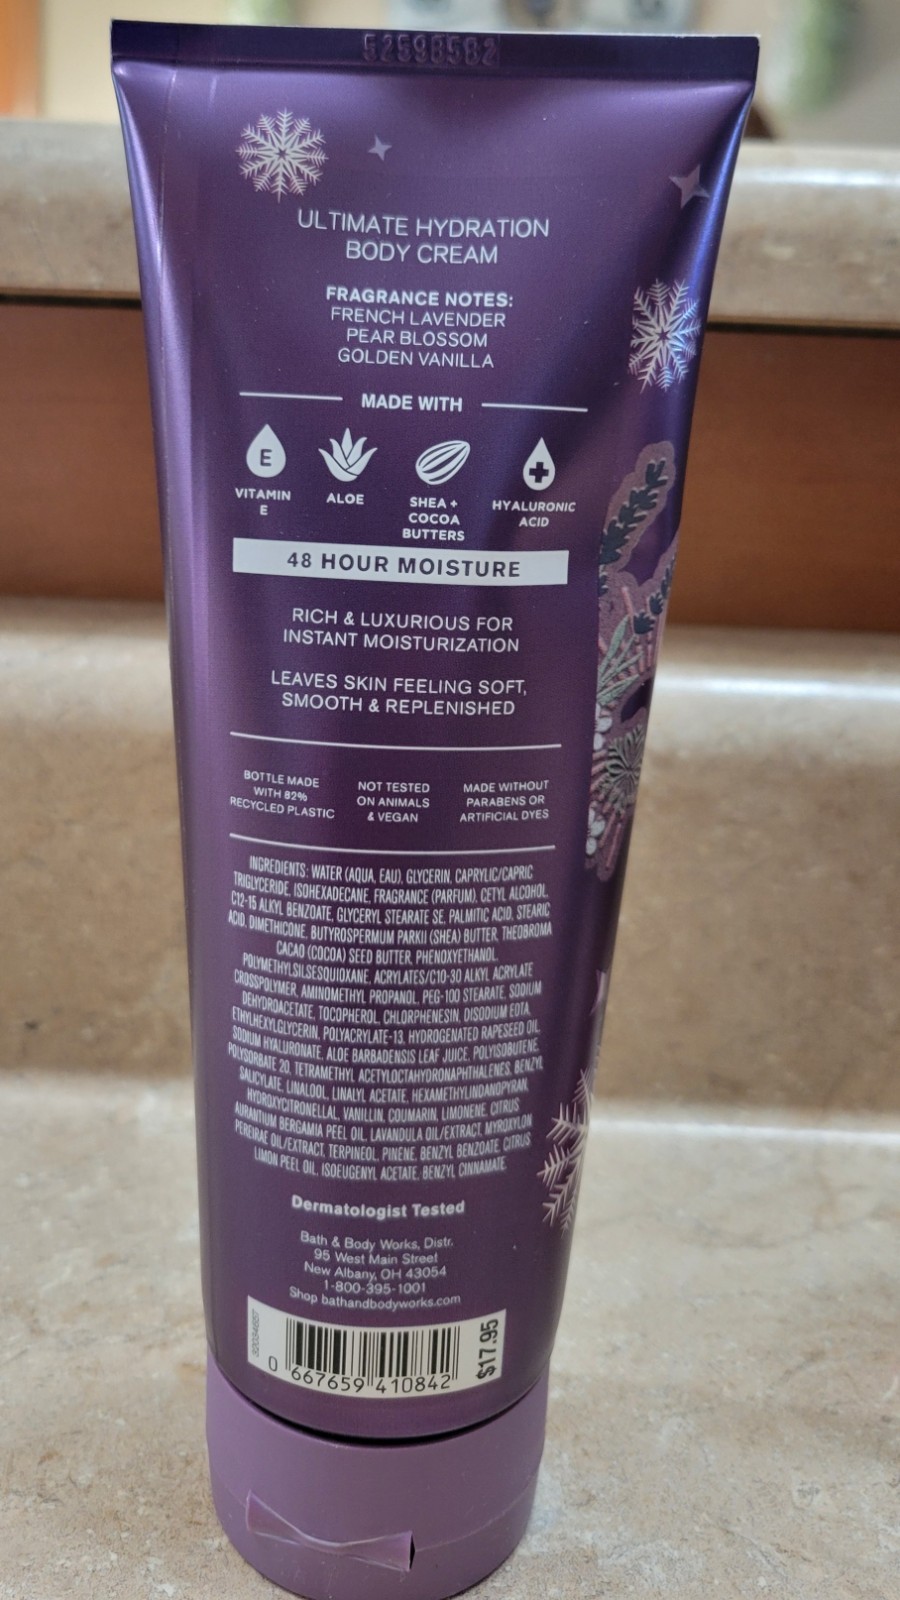 52598582
ULTIMATE HYDRATION
BODY CREAM
FRAGRANCE NOTES:
FRENCH LAVENDER
PEAR BLOSSOM
GOLDEN VANILLA
MADE WITH
E
VITAMIN
E
ALOE
SHEA +
COCOA
BUTTERS
HYALURONIC
ACID
48 HOUR MOISTURE
RICH & LUXURIOUS FOR
INSTANT MOISTURIZATION
LEAVES SKIN FEELING SOFT,
SMOOTH & REPLENISHED
BOTTLE MADE
WITH 82%
RECYCLED PLASTIC
NOT TESTED
ON ANIMALS
& VEGAN
MADE WITHOUT
PARABENS OR
ARTIFICIAL DYES
INGREDIENTS: WATER (AQUA, EAU), GLYCERIN, CAPRYLIC/CAPRIC
TRIGLYCERIDE, ISOHEXADECANE, FRAGRANCE (PARFUM), CETYL ALCOHOL,
C12-15 ALKYL BENZOATE, GLYCERYL STEARATE SE, PALMITIC ACID, STEARIC
ACID, DIMETHICONE, BUTYROSPERMUM PARKII (SHEA) BUTTER, THEOBROMA
CACAO (COCOA) SEED BUTTER, PHENOXYETHANOL,
POLYMETHYLSILSESQUIOXANE, ACRYLATES/C10-30 ALKYL ACRYLATE
CROSSPOLYMER, AMINOMETHYL PROPANOL, PEG-100 STEARATE, SODIUM
DEHYDROACETATE, TOCOPHEROL, CHLORPHENESIN, DISODIUM EDTA,
ETHYLHEXYLGLYCERIN, POLYACRYLATE-13, HYDROGENATED RAPESEED OIL,
SODIUM HYALURONATE, ALOE BARBADENSIS LEAF JUICE, POLYISOBUTENE,
POLYSORBATE 20, TETRAMETHYL ACETYLOCTAHYDRONAPHTHALENES, BENZYL
SALICYLATE, LINALOOL, LINALYL ACETATE, HEXAMETHYLINDANOPYRAN,
HYDROXYCITRONELLAL, VANILLIN, COUMARIN, LIMONENE, CITRUS
AURANTIUM BERGAMIA PEEL OIL, LAVANDULA OIL/EXTRACT, MYROXYLON
PEREIRAE OIL/EXTRACT, TERPINEOL, PINENE, BENZYL BENZOATE, CITRUS
LIMON PEEL OIL, ISOEUGENYL ACETATE, BENZYL CINNAMATE
Dermatologist Tested
Bath & Body Works, Distr.
95 West Main Street
New Albany, OH 43054
1-800-395-1001
Shop bathandbodyworks.com
0 667659 410842
$17.95